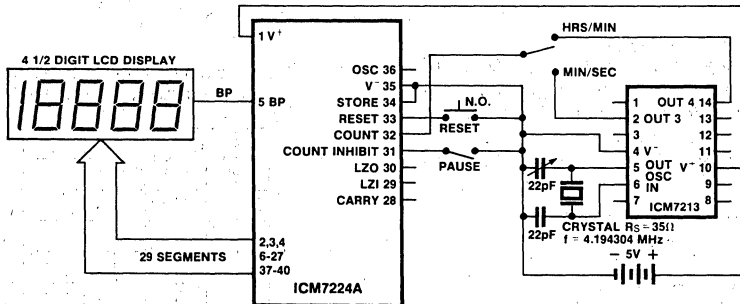 4 1/2 DIGIT LCD DISPLAY
18888
BP
1 V+
5 BP
OSC 36
V− 35
STORE 34
RESET 33
COUNT 32
COUNT INHIBIT 31
LZO 30
LZI 29
CARRY 28
2,3,4
6-27
37-40
29 SEGMENTS
ICM7224A
N.O.
RESET
PAUSE
HRS/MIN
MIN/SEC
22pF
22pF
1 OUT 4 14
2 OUT 3 13
3 12
4 V− 11
5 OUT V+ 10
OSC
6 IN 9
7 8
ICM7213
CRYSTAL RS = 35Ω
f = 4.194304 MHz
− 5V +